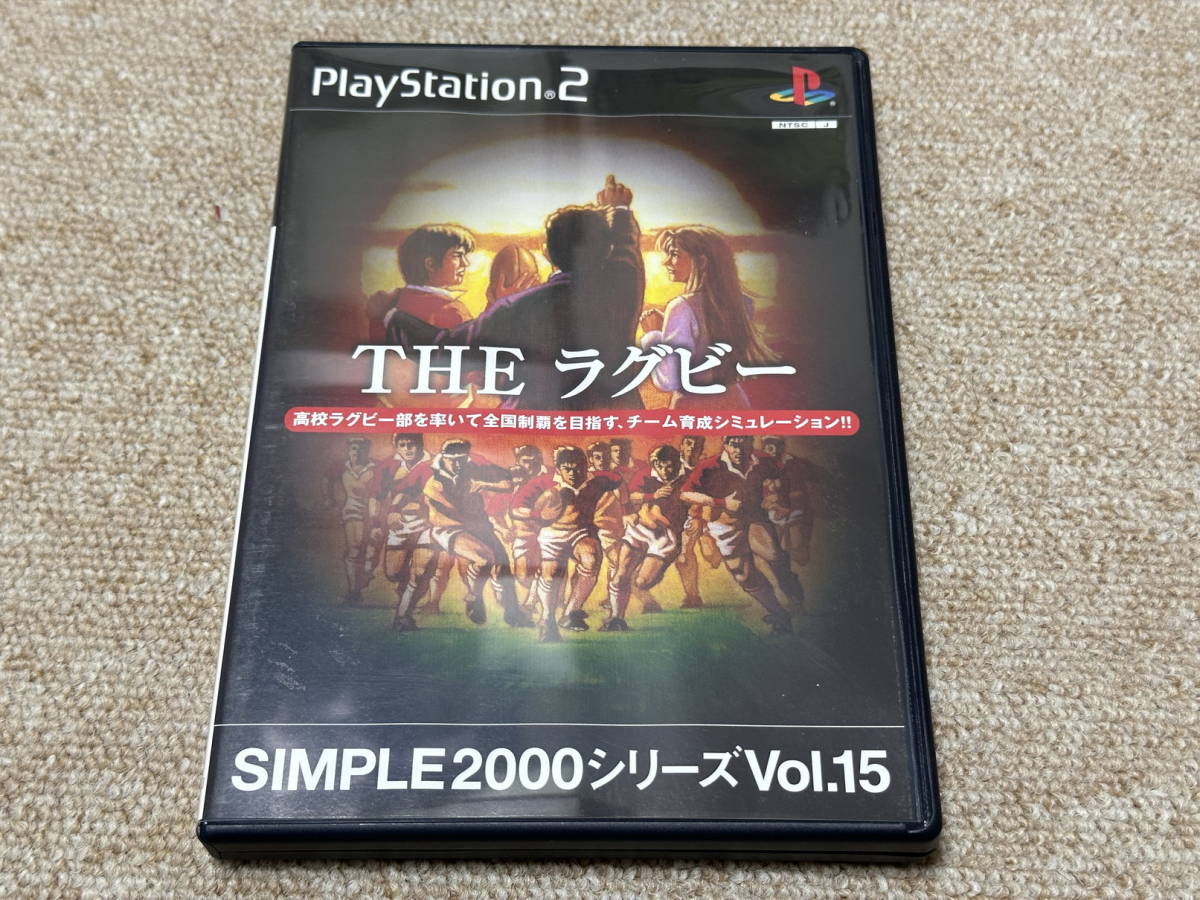 PlayStation®2
NTSC J
THE ラグビー
高校ラグビー部を率いて全国制覇を目指す、チーム育成シミュレーション!!
SIMPLE2000シリーズVol.15